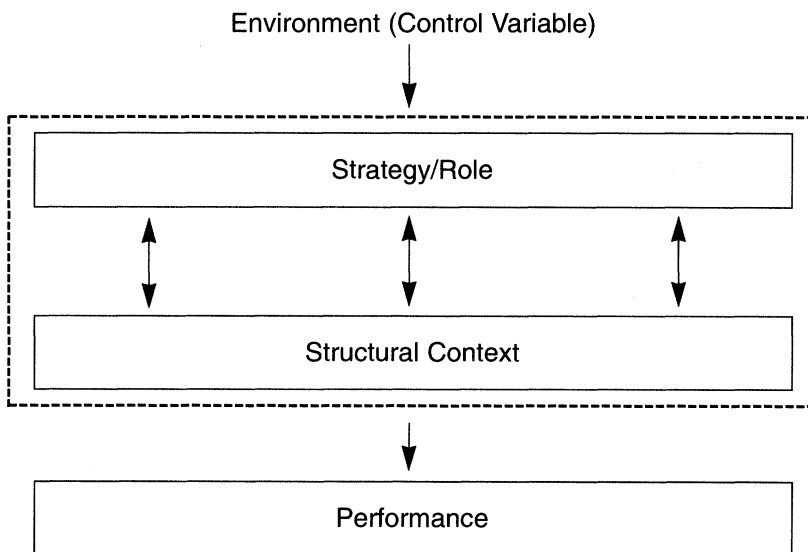 Environment (Control Variable)
Strategy/Role
Structural Context
Performance